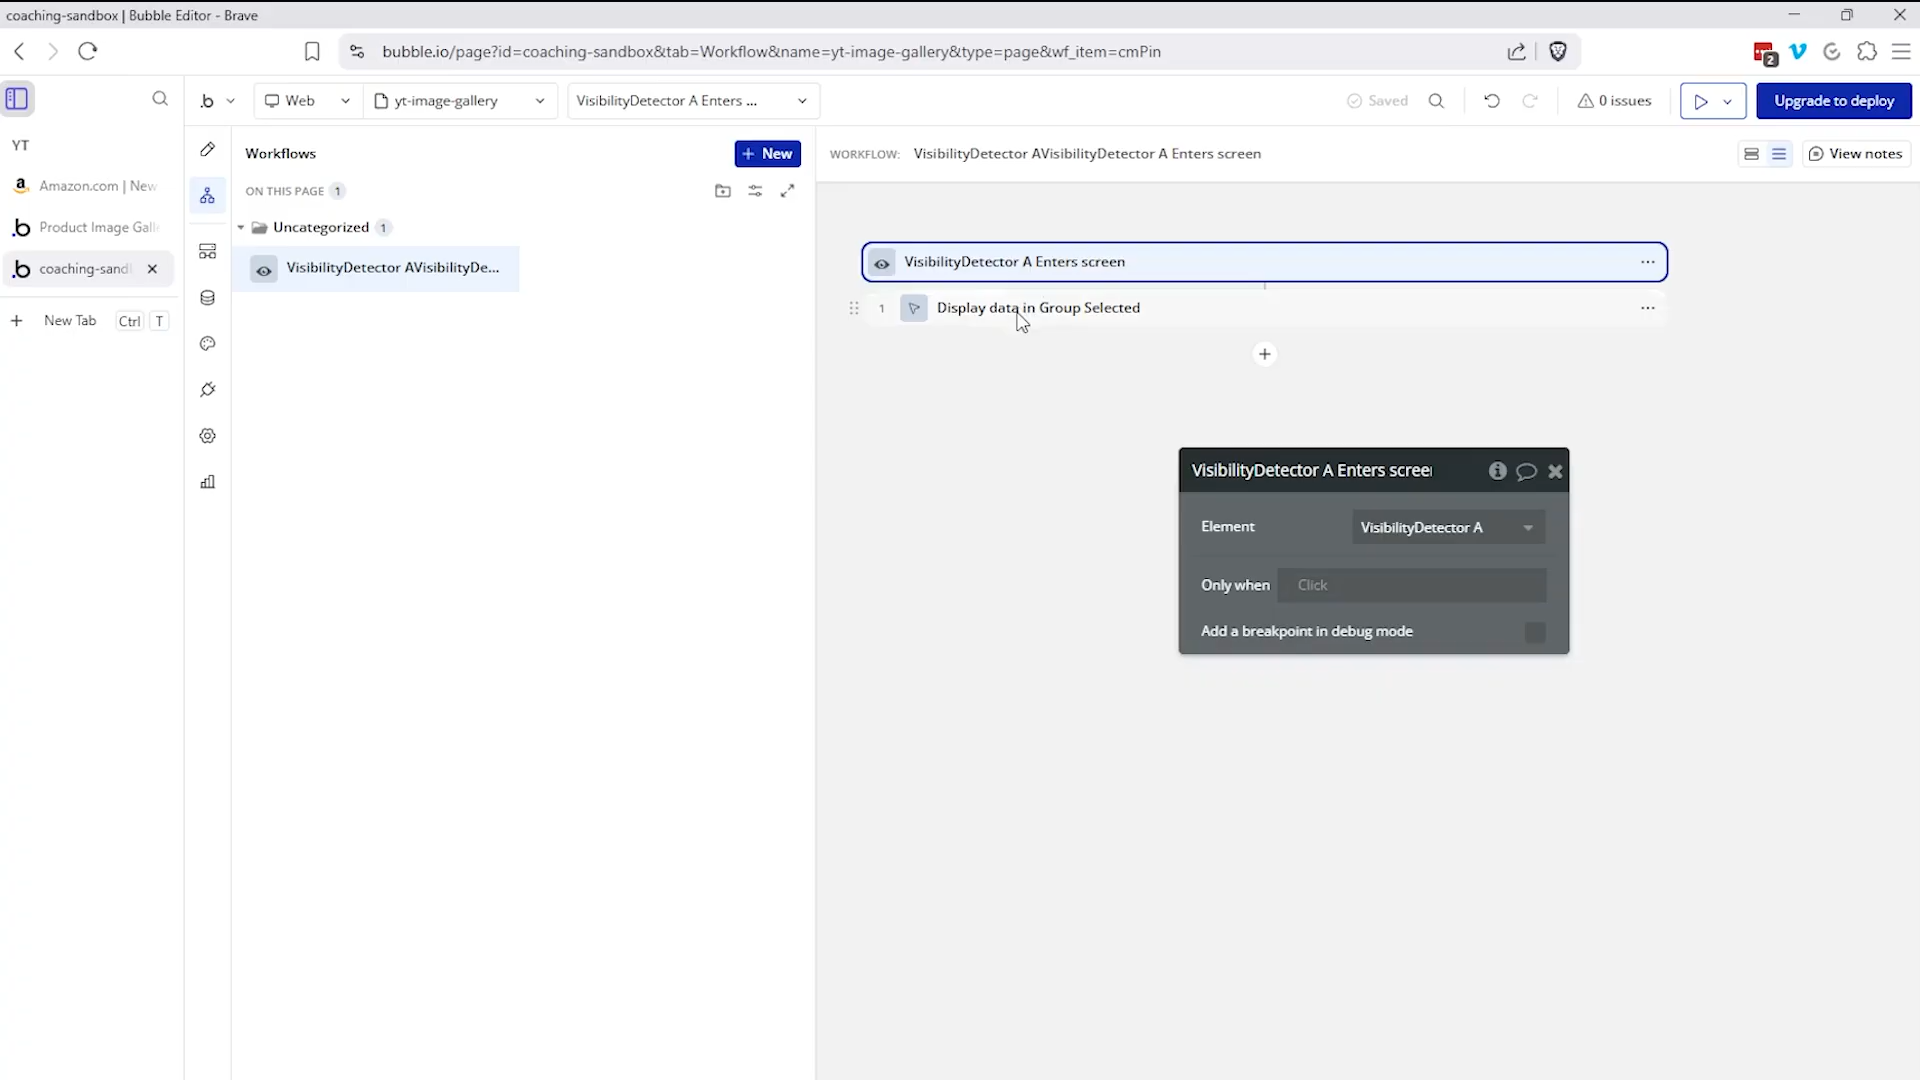 coaching-sandbox | Bubble Editor - Brave
bubble.io/page?id=coaching-sandbox&tab=Workflow&name=yt-image-gallery&type=page&wf_item=cmPin
2
YT
Amazon.com | New
Product Image Galle
coaching-sand
New Tab Ctrl T
.b
Web
yt-image-gallery
VisibilityDetector A Enters ...
Saved
0 issues
Upgrade to deploy
Workflows
New
ON THIS PAGE 1
Uncategorized 1
VisibilityDetector AVisibilityDe...
WORKFLOW: VisibilityDetector AVisibilityDetector A Enters screen
View notes
VisibilityDetector A Enters screen
1 Display data in Group Selected
VisibilityDetector A Enters screen
Element
VisibilityDetector A
Only when
Click
Add a breakpoint in debug mode